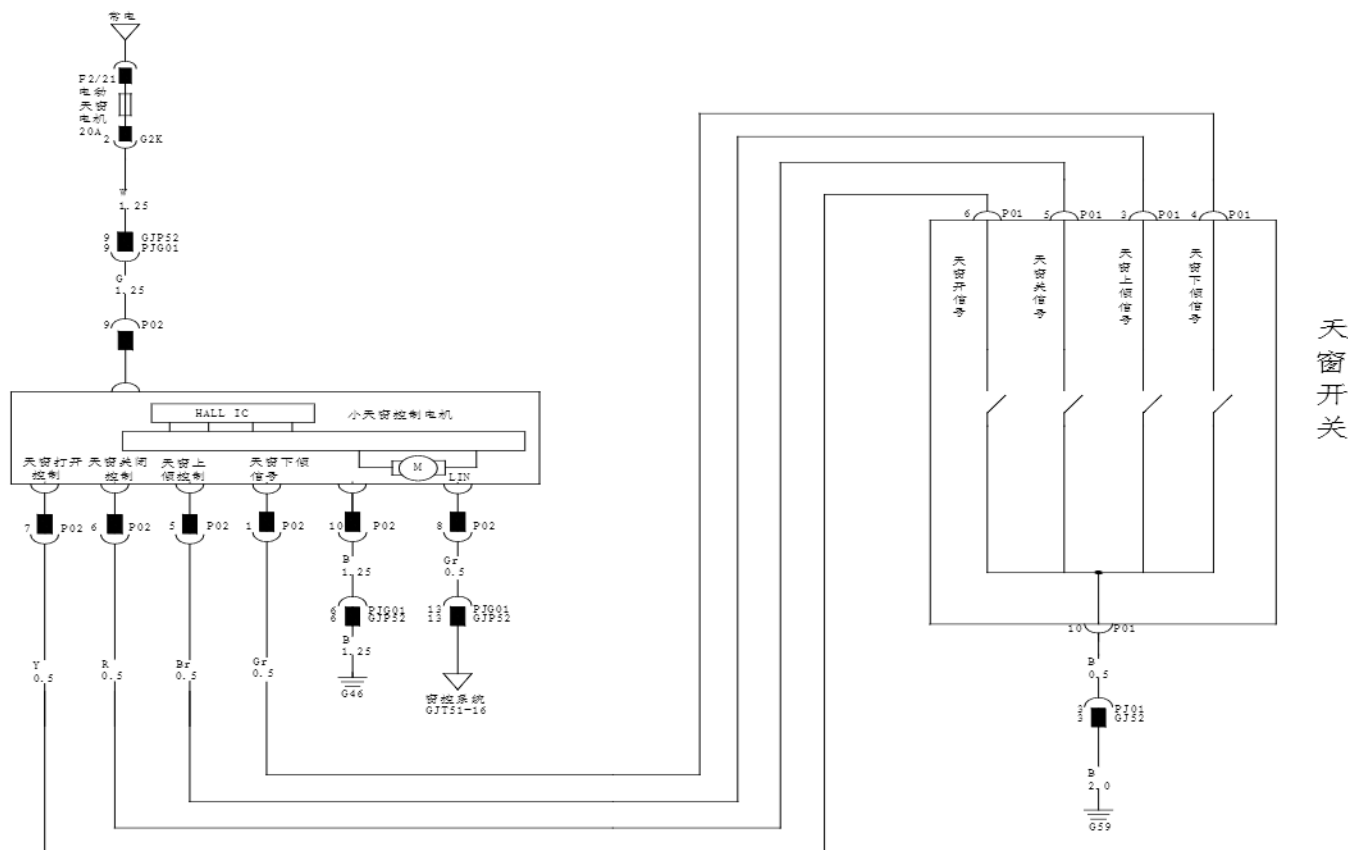 常电
F2/21
电动
天窗
电机
20A
2 G2K
W
1.25
9 GJP52
9 PJG01
G
1.25
9 P02
HALL IC
小天窗控制电机
M
LIN
天窗打开
控制
天窗关闭
控制
天窗上
倾控制
天窗下倾
信号
7 P02
6 P02
5 P02
1 P02
10 P02
8 P02
B
1.25
6 PJG01
6 GJP52
B
1.25
G46
Gr
0.5
13 PJG01
13 GJP52
窗控系统
GJT51-16
Y
0.5
R
0.5
Br
0.5
Gr
0.5
6 P01
5 P01
3 P01
4 P01
天窗开信号
天窗关信号
天窗上倾信号
天窗下倾信号
天窗开关
10 P01
B
0.5
3 PJ01
3 GJ52
B
2.0
G59